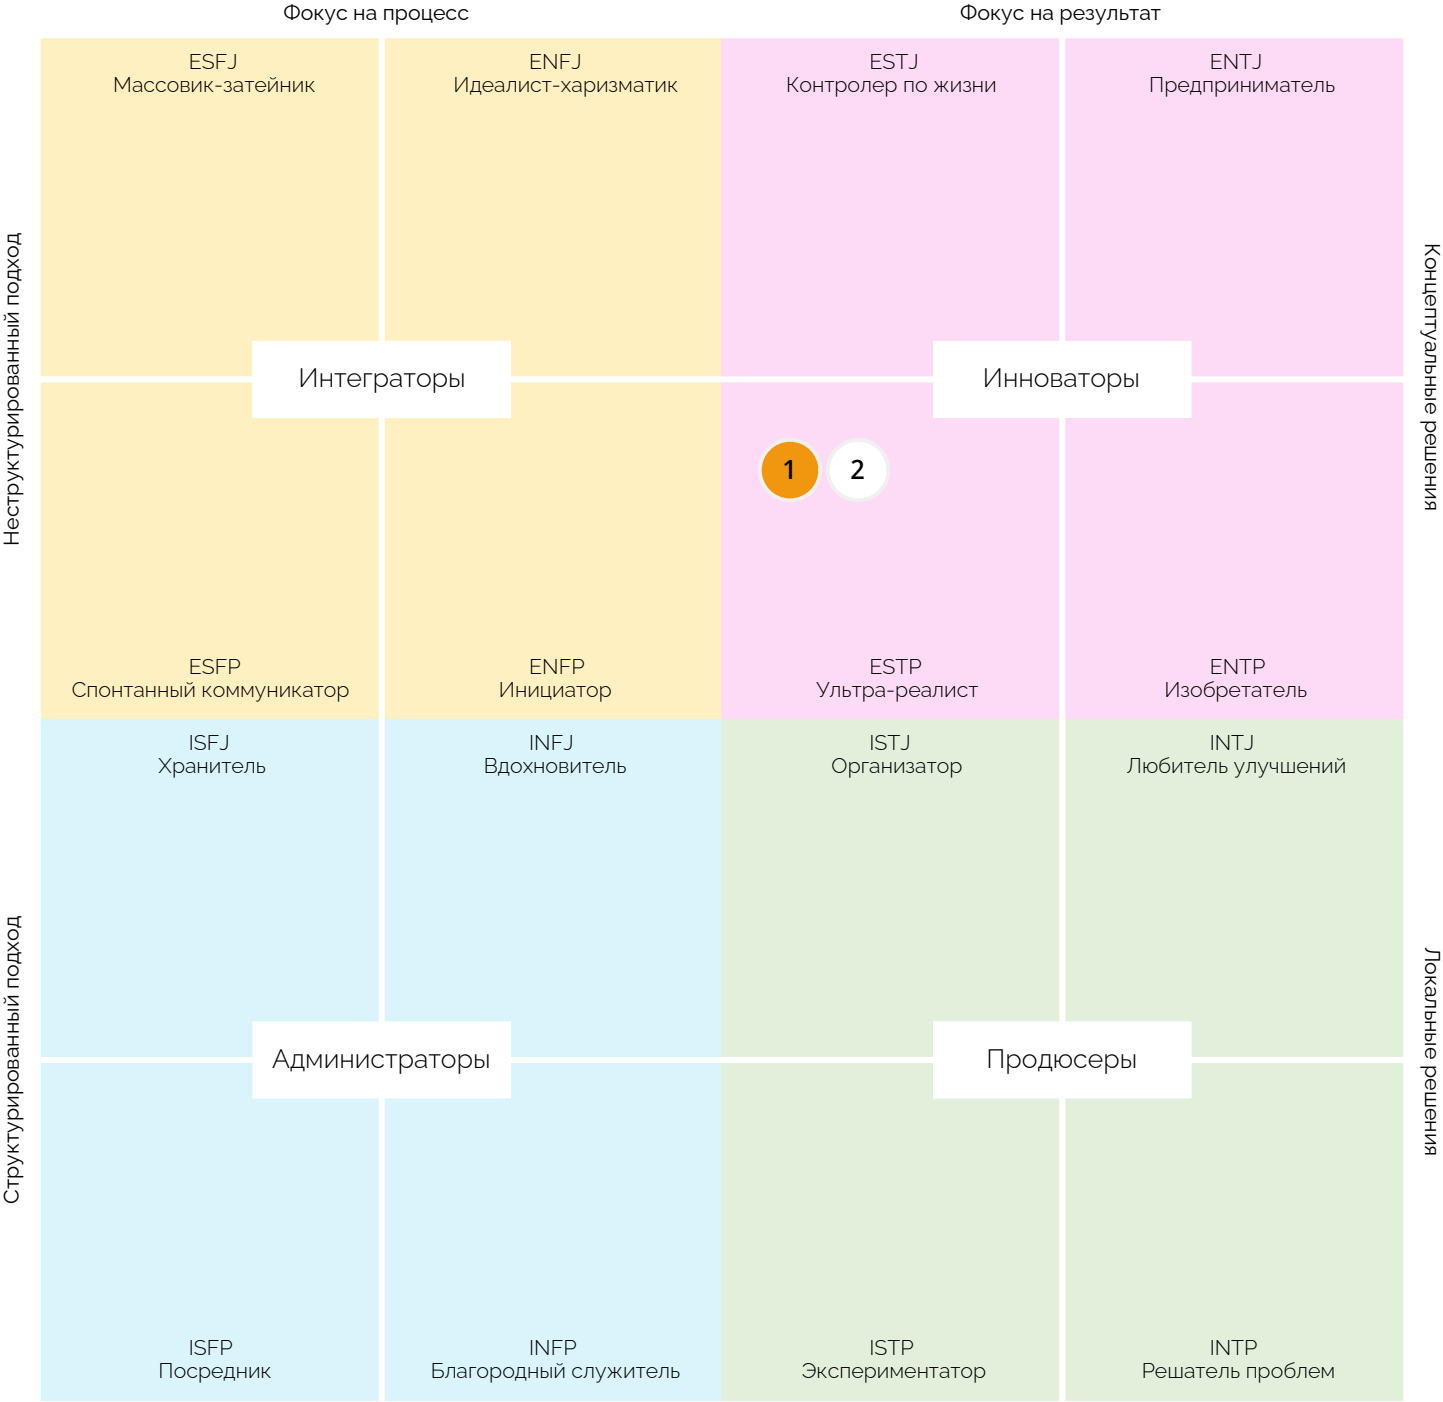 Фокус на процесс
Фокус на результат
ESFJ
Массовик-затейник
ENFJ
Идеалист-харизматик
ESTJ
Контролер по жизни
ENTJ
Предприниматель
Неструктурированный подход
Концептуальные решения
Интеграторы
Инноваторы
1
2
ESFP
Спонтанный коммуникатор
ENFP
Инициатор
ESTP
Ультра-реалист
ENTP
Изобретатель
ISFJ
Хранитель
INFJ
Вдохновитель
ISTJ
Организатор
INTJ
Любитель улучшений
Структурированный подход
Локальные решения
Администраторы
Продюсеры
ISFP
Посредник
INFP
Благородный служитель
ISTP
Экспериментатор
INTP
Решатель проблем